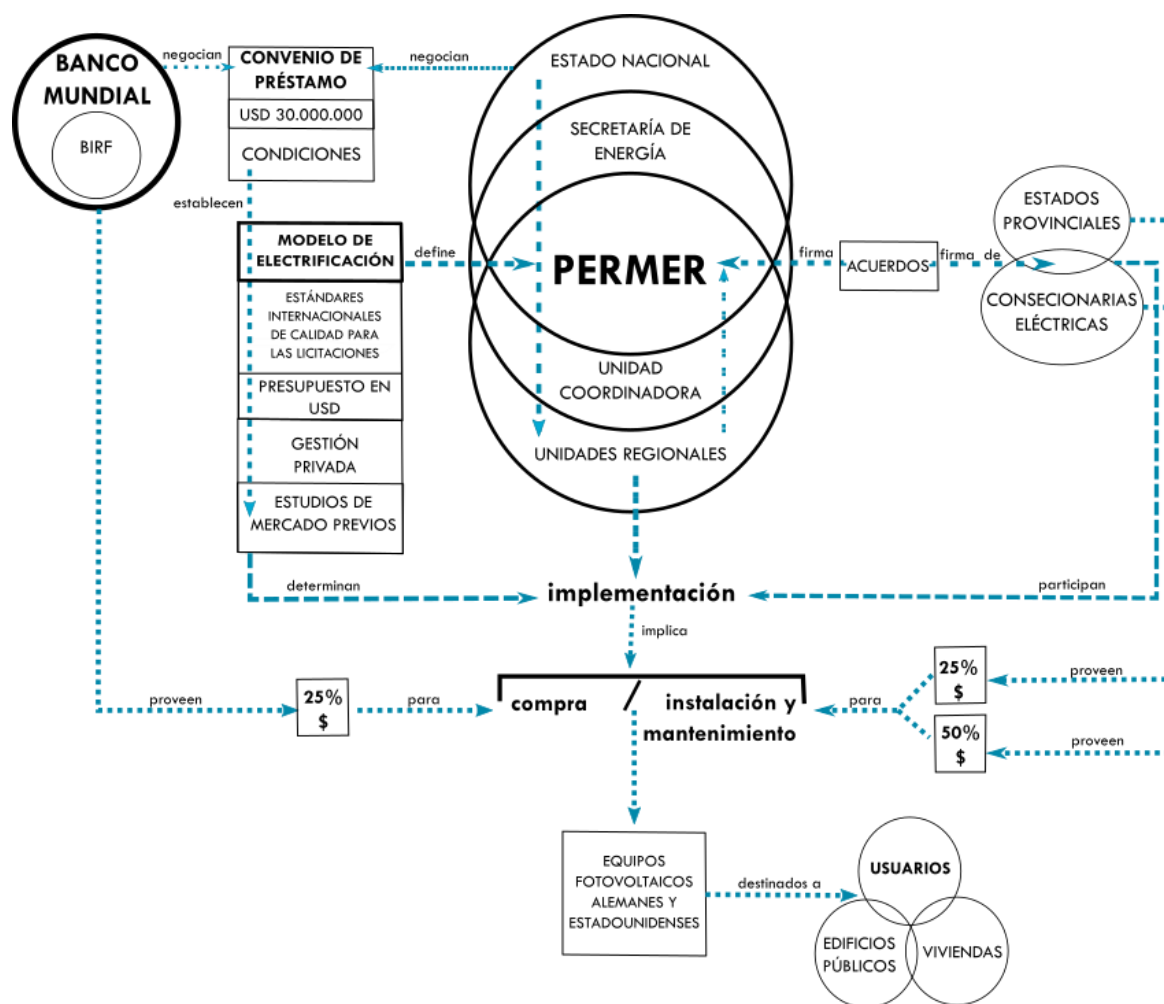 BANCO
MUNDIAL
BIRF
negocian
CONVENIO DE
PRÉSTAMO
USD 30.000.000
CONDICIONES
negocian
ESTADO NACIONAL
SECRETARÍA DE
ENERGÍA
PERMER
UNIDAD
COORDINADORA
UNIDADES REGIONALES
establecen
MODELO DE
ELECTRIFICACIÓN
define
ESTÁNDARES
INTERNACIONALES
DE CALIDAD PARA
LAS LICITACIONES
PRESUPUESTO EN
USD
GESTIÓN
PRIVADA
ESTUDIOS DE
MERCADO PREVIOS
firma
ACUERDOS
firma de
ESTADOS
PROVINCIALES
CONSECIONARIAS
ELÉCTRICAS
determinan
implementación
participan
implica
proveen
25%
$
para
compra
/
instalación y
mantenimiento
para
25%
$
proveen
50%
$
proveen
EQUIPOS
FOTOVOLTAICOS
ALEMANES Y
ESTADOUNIDENSES
destinados a
USUARIOS
EDIFICIOS
PÚBLICOS
VIVIENDAS